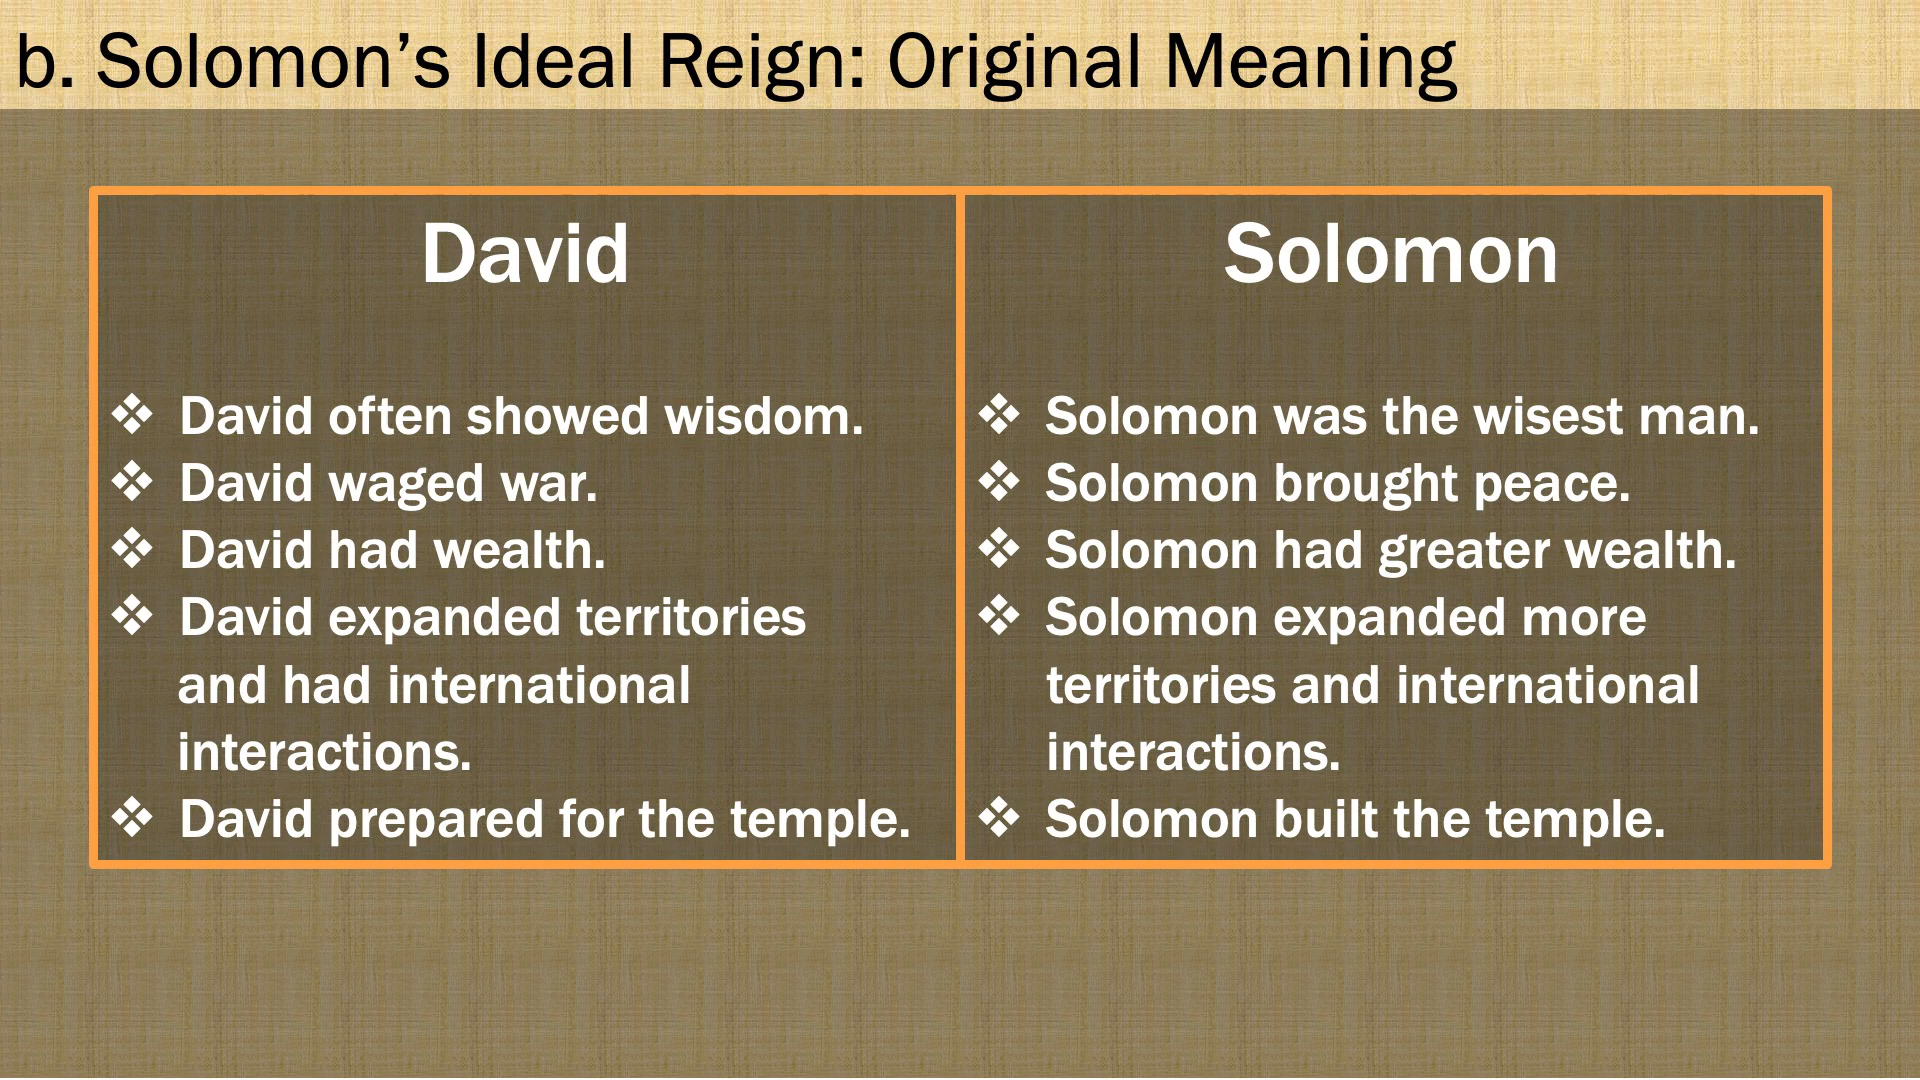 b. Solomon’s Ideal Reign: Original Meaning
David
❖ David often showed wisdom.
❖ David waged war.
❖ David had wealth.
❖ David expanded territories
and had international
interactions.
❖ David prepared for the temple.
Solomon
❖ Solomon was the wisest man.
❖ Solomon brought peace.
❖ Solomon had greater wealth.
❖ Solomon expanded more
territories and international
interactions.
❖ Solomon built the temple.